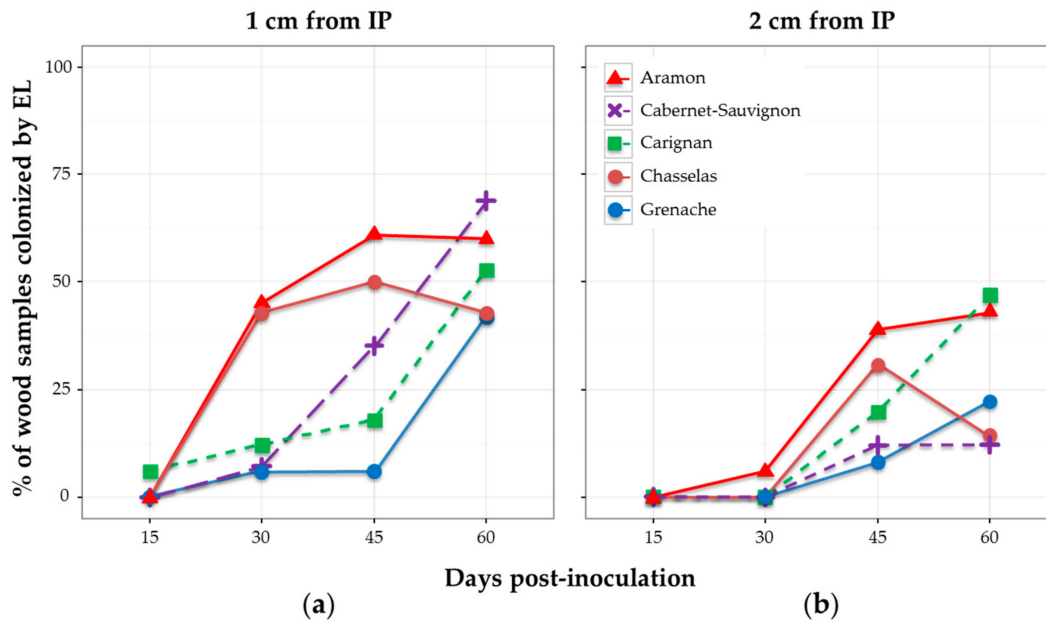 1 cm from IP
2 cm from IP
% of wood samples colonized by EL
100
75
50
25
0
15 30 45 60
15 30 45 60
Aramon
Cabernet-Sauvignon
Carignan
Chasselas
Grenache
Days post-inoculation
(a)
(b)